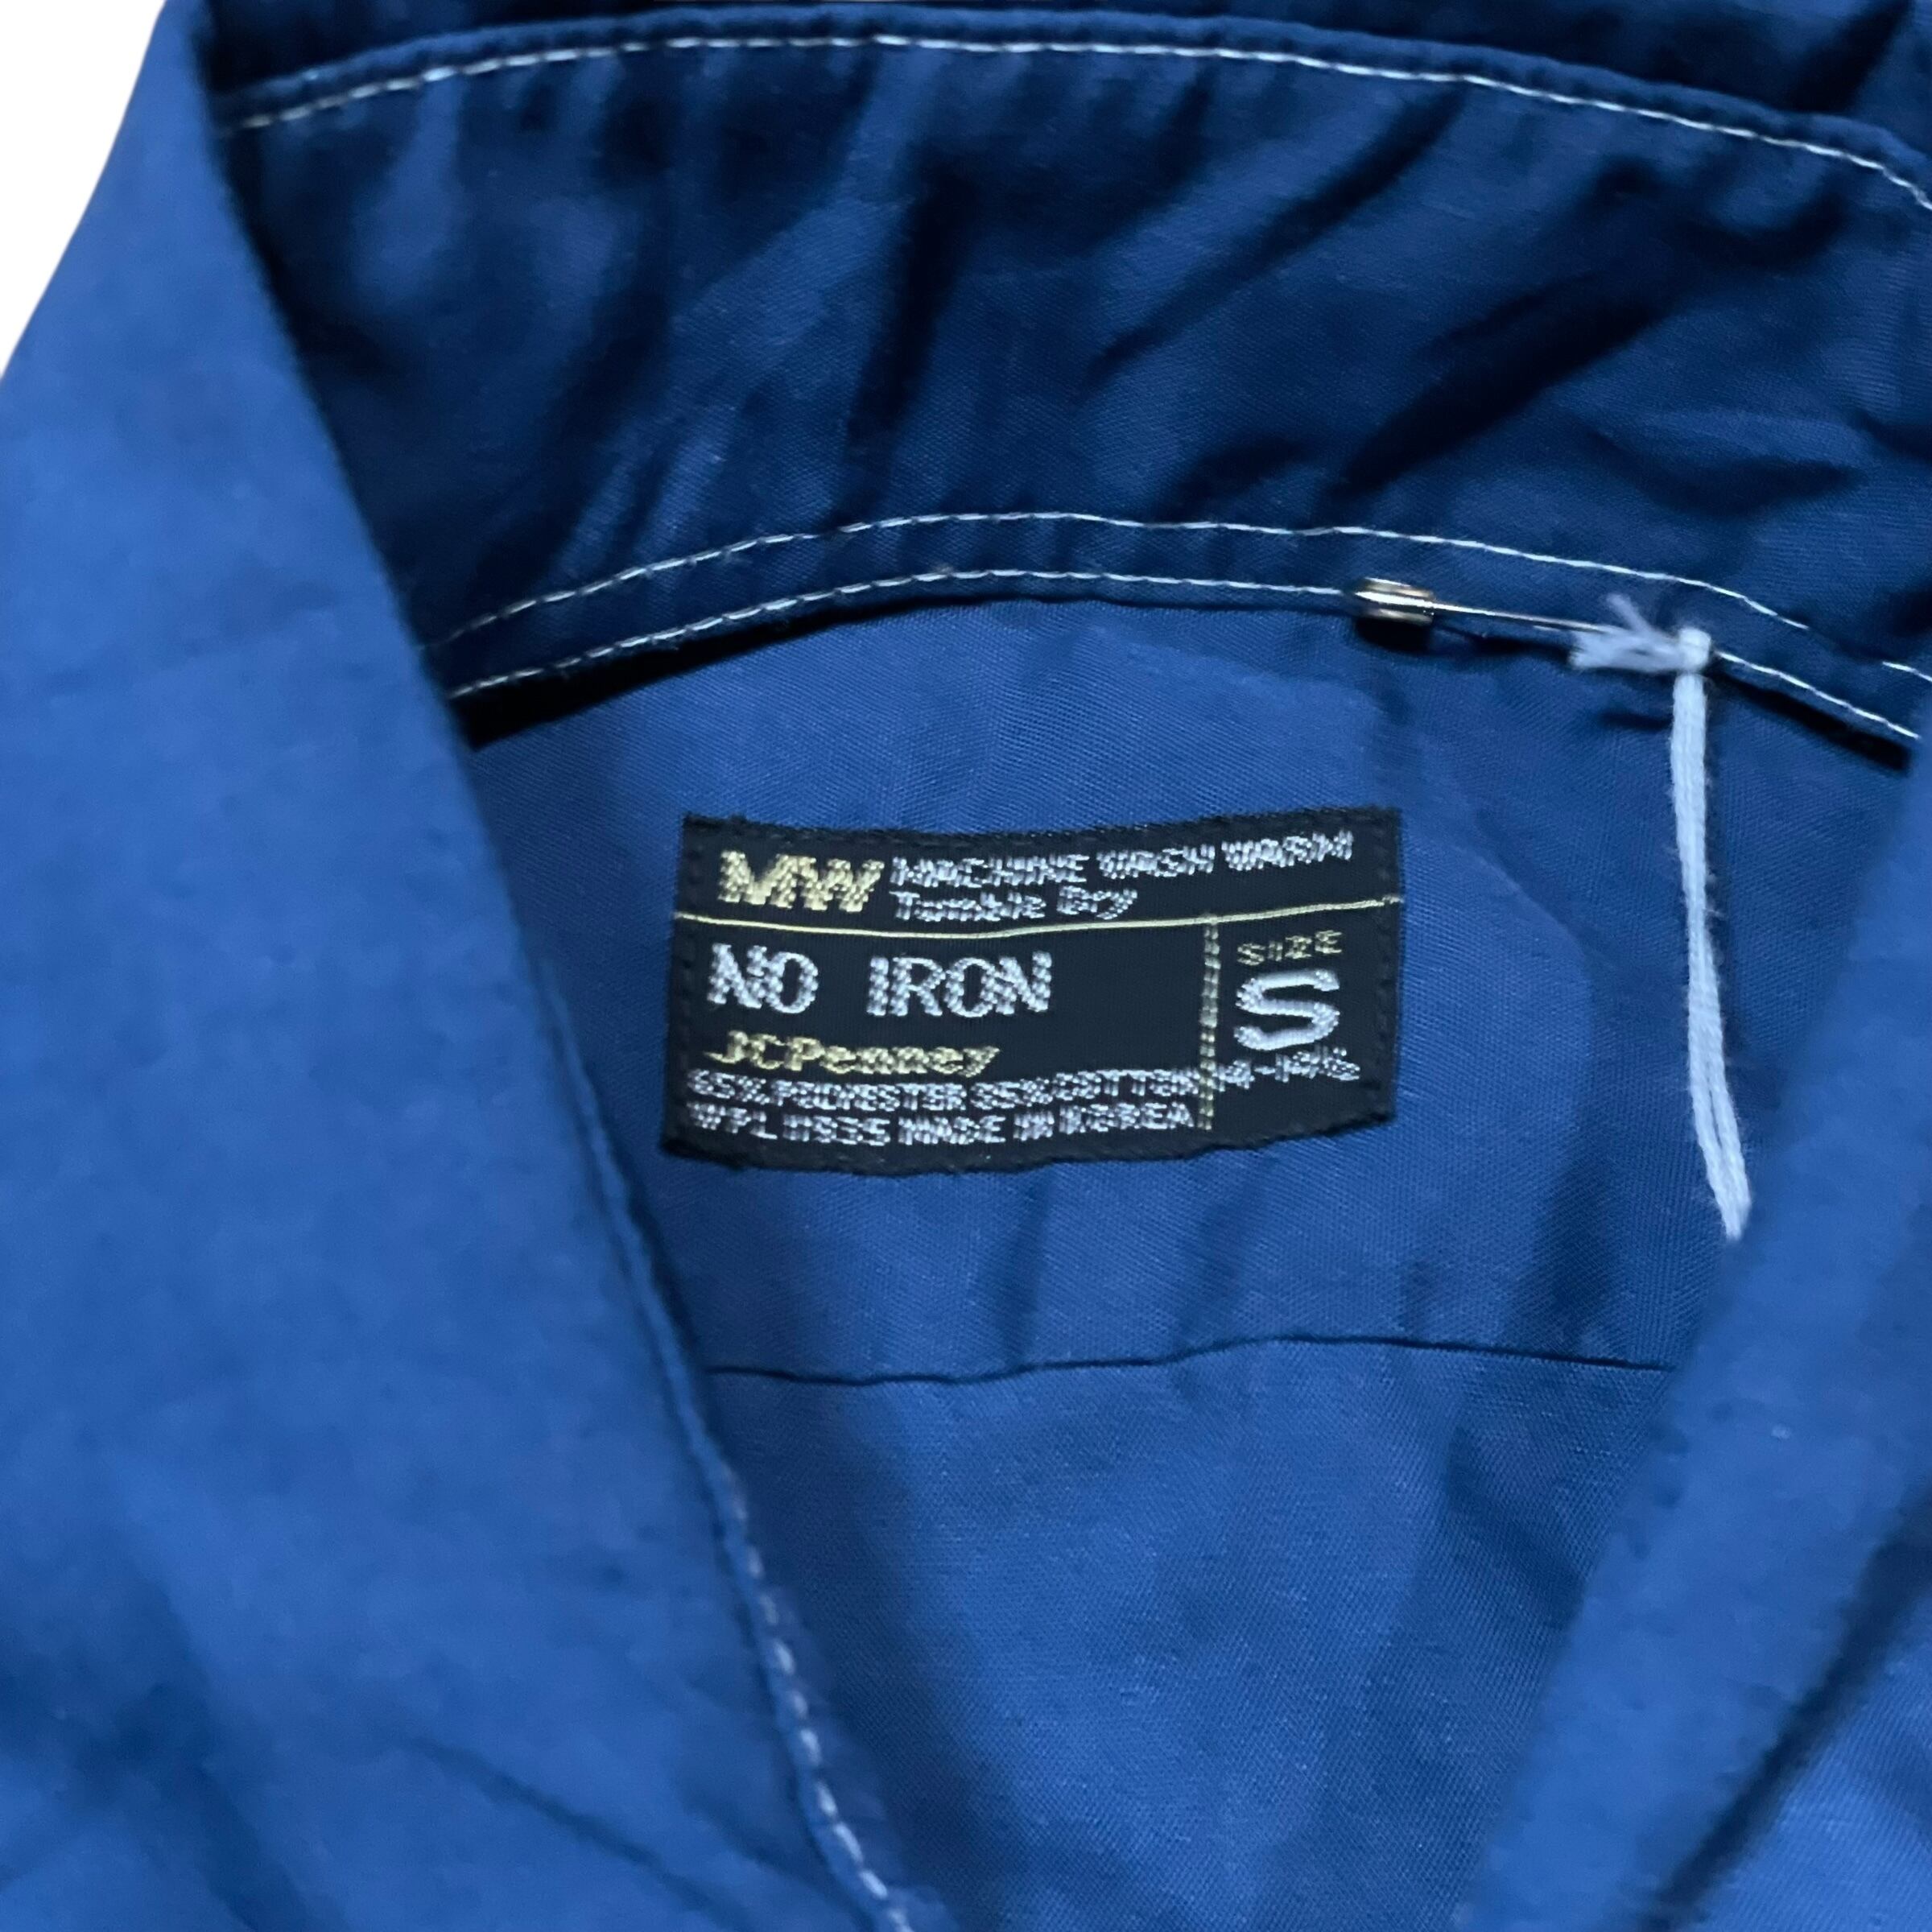 MW MACHINE WASH WARM
Tumble Dry
NO IRON
SIZE
S
14-14½
JCPenney
65% POLYESTER 35% COTTON
WPL 11935 MADE IN KOREA